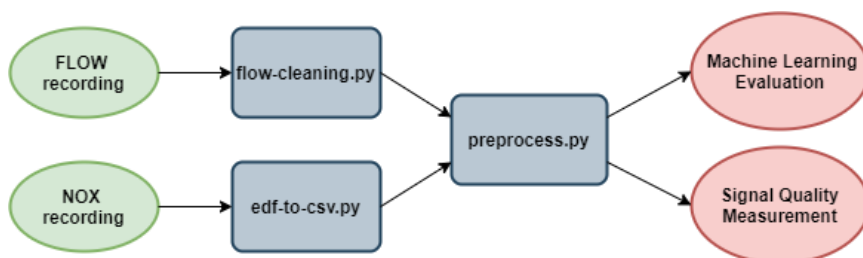 FLOW
recording
flow-cleaning.py
Machine Learning
Evaluation
preprocess.py
NOX
recording
edf-to-csv.py
Signal Quality
Measurement